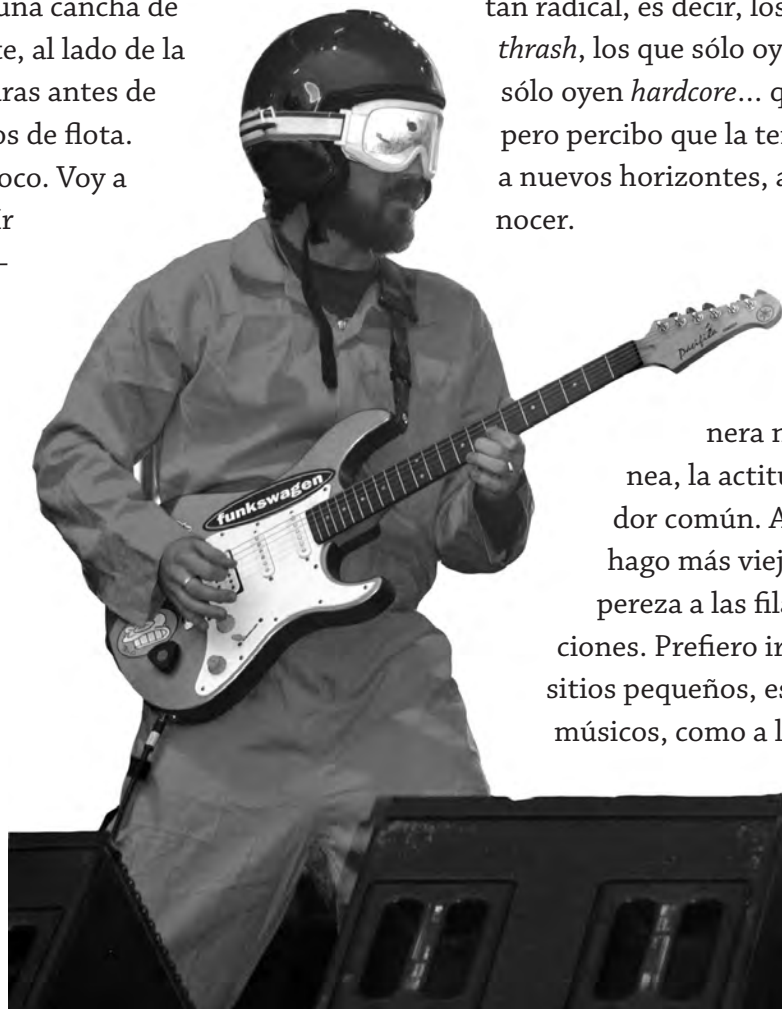 una cancha de
te, al lado de la
ras antes de
os de flota.
oco. Voy a
–
tan radical, es decir, los
thrash, los que sólo oy
sólo oyen hardcore... q
pero percibo que la te
a nuevos horizontes, a
nocer.
nera
nea, la actitu
dor común. A
hago más viej
pereza a las fila
ciones. Prefiero ir
sitios pequeños, es
músicos, como a l
pacifica
funkswagen